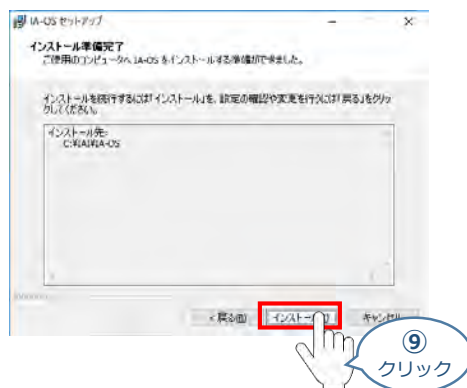 IA-OS セットアップ
インストール準備完了
ご使用のコンピュータへ IA-OS をインストールする準備ができました。
インストールを続行するには「インストール」を、設定の確認や変更を行うには「戻る」をクリッ
クしてください。
インストール先:
C:¥IAI¥IA-OS
< 戻る(B)
インストール(I)
キャンセル
⑨
クリック